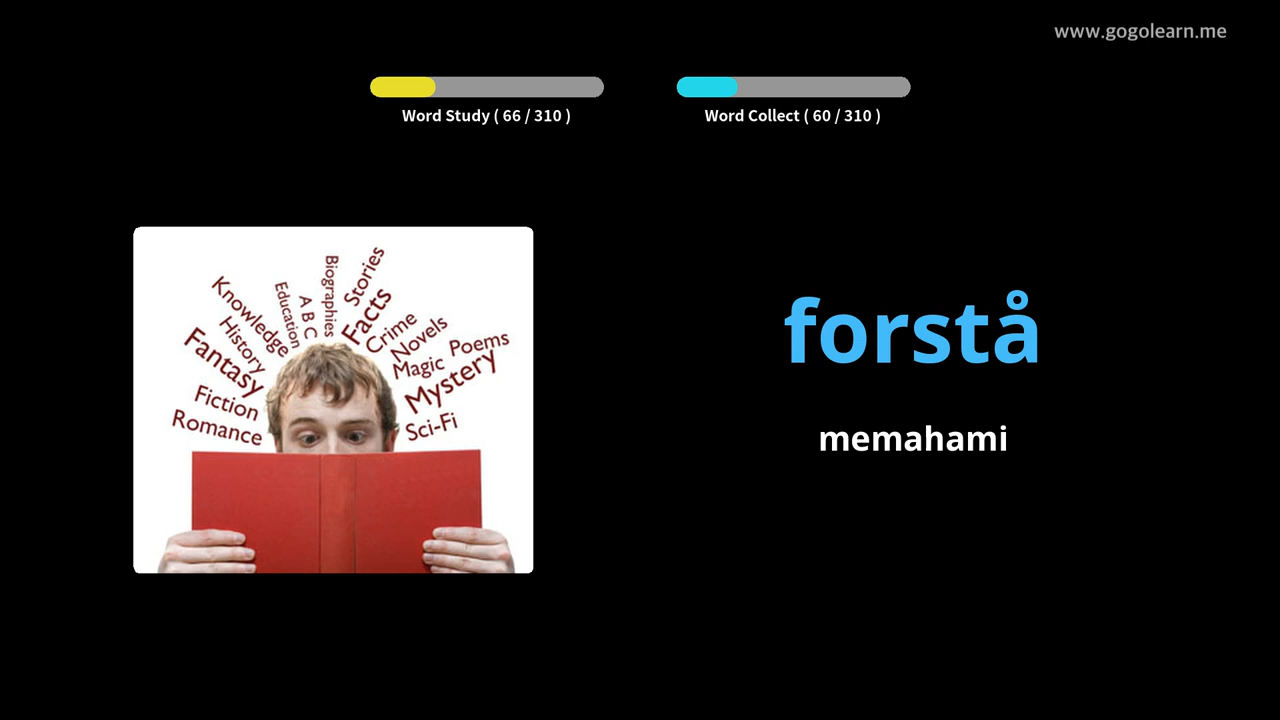 www.gogolearn.me
Word Study ( 66 / 310 )
Word Collect ( 60 / 310 )
Biographies
Stories
Education
A B C
Facts
Knowledge
Crime
History
Novels
Fantasy
Magic
Poems
Mystery
Fiction
Romance
Sci-Fi
forstå
memahami